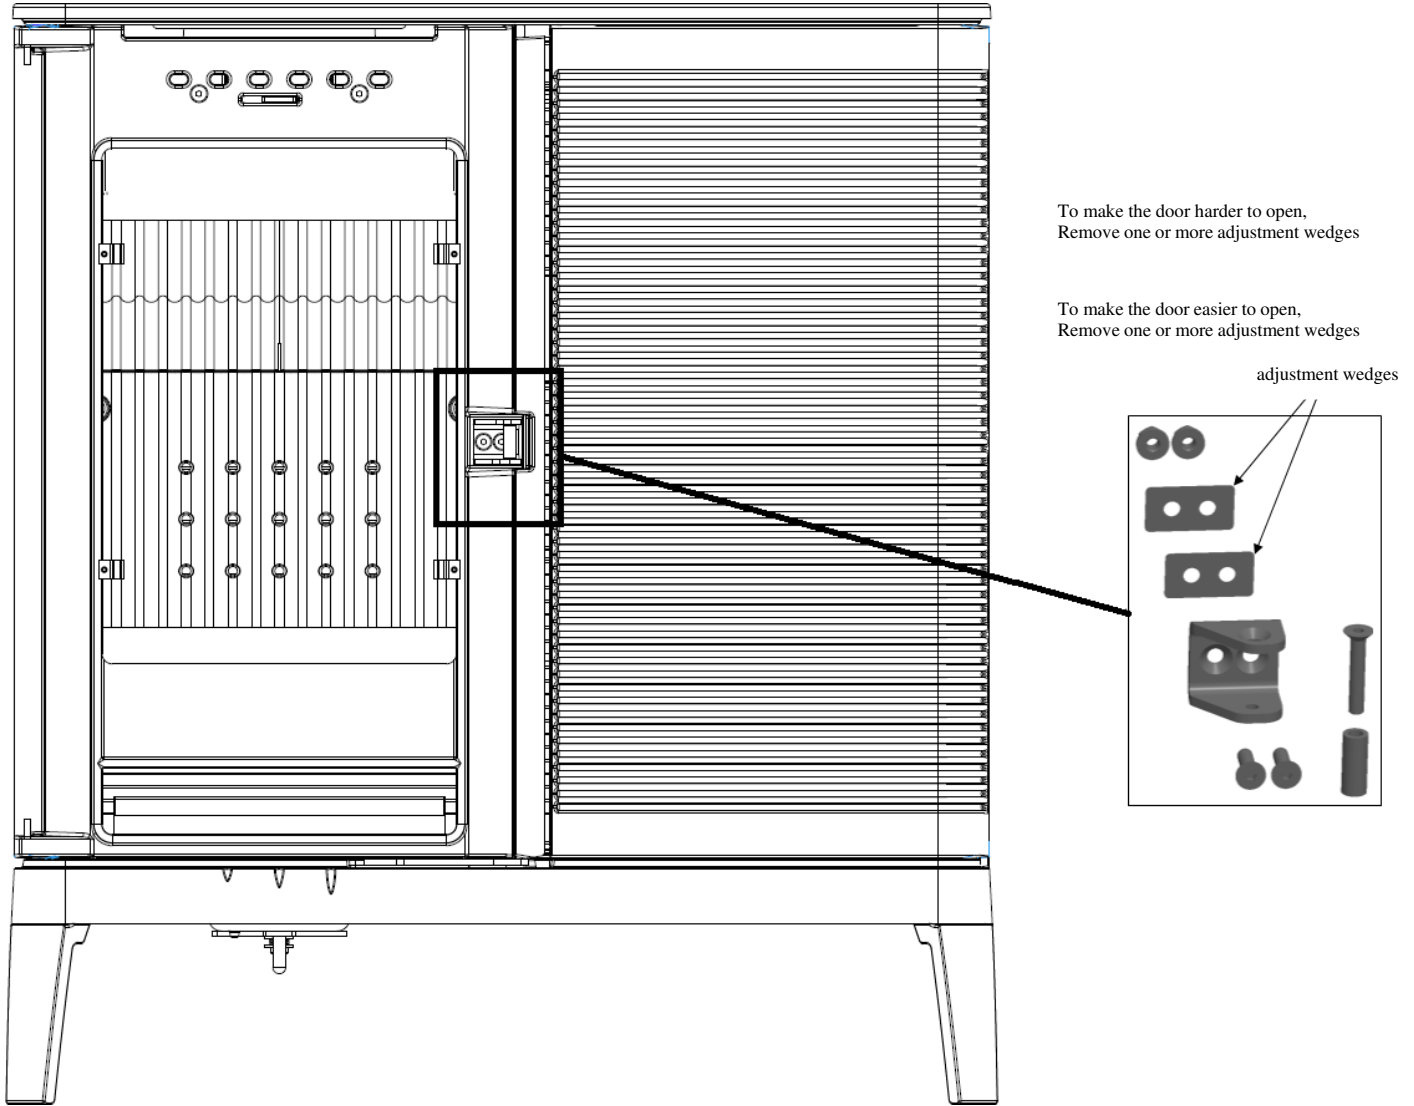 To make the door harder to open,
Remove one or more adjustment wedges
To make the door easier to open,
Remove one or more adjustment wedges
adjustment wedges